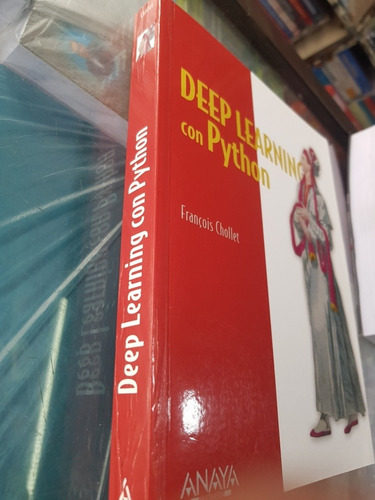 DEEP LEARNING
con Python
François Chollet
ANAYA
Deep Learning con Python